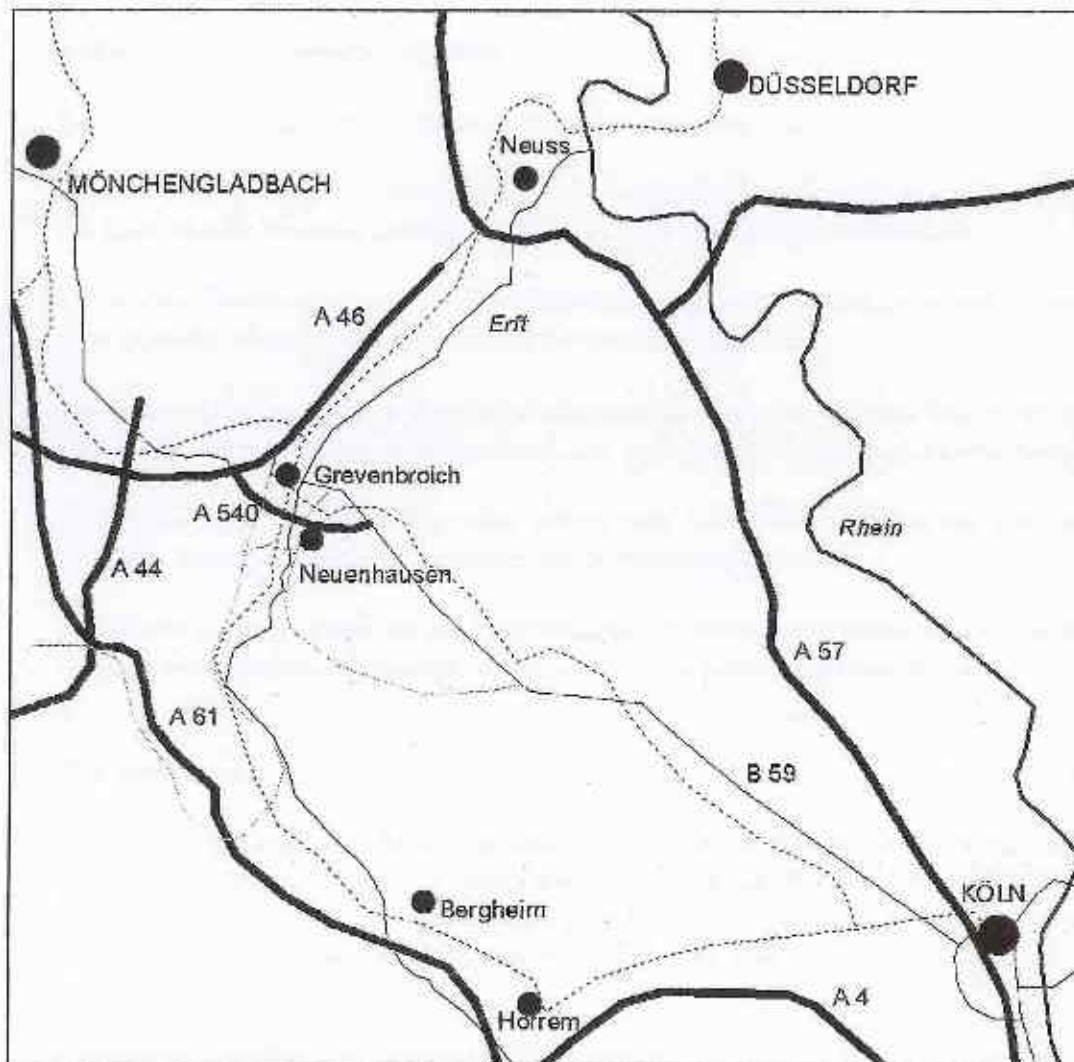 DÜSSELDORF
Neuss
MÖNCHENGLADBACH
A 46
Erft
Grevenbroich
A 540
Rhein
Neuenhausen
A 44
A 57
A 61
B 59
KÖLN
Bergheim
A 4
Horrem